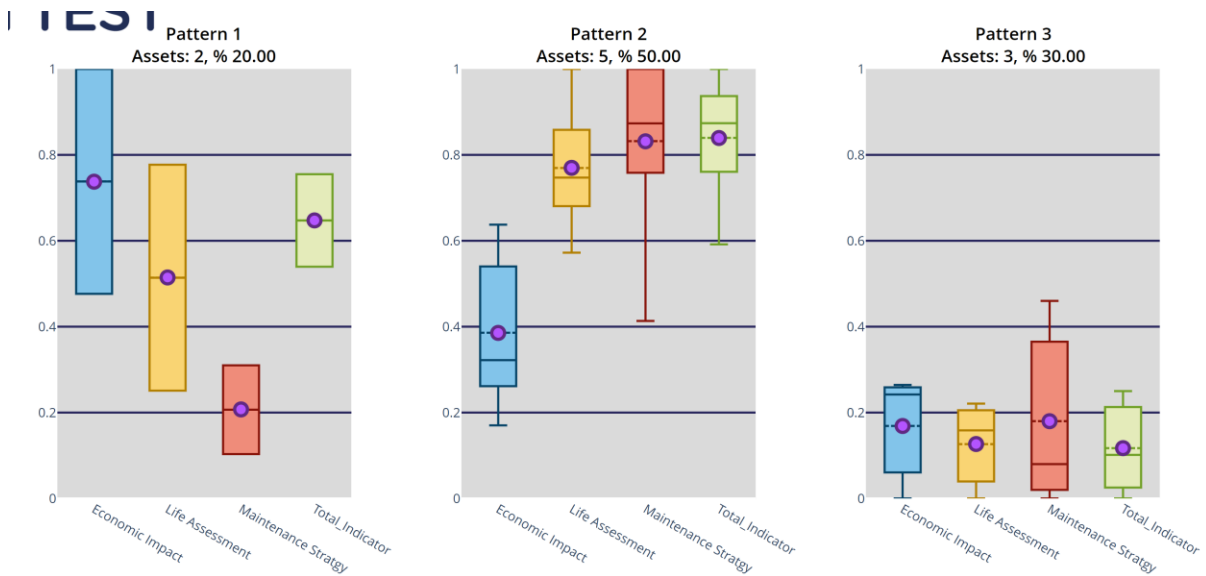 TEST
Pattern 1
Assets: 2, % 20.00
Pattern 2
Assets: 5, % 50.00
Pattern 3
Assets: 3, % 30.00
1
0.8
0.6
0.4
0.2
0
Economic Impact
Life Assessment
Maintenance Stratgy
Total_Indicator
1
0.8
0.6
0.4
0.2
0
Economic Impact
Life Assessment
Maintenance Stratgy
Total_Indicator
1
0.8
0.6
0.4
0.2
0
Economic Impact
Life Assessment
Maintenance Stratgy
Total_Indicator